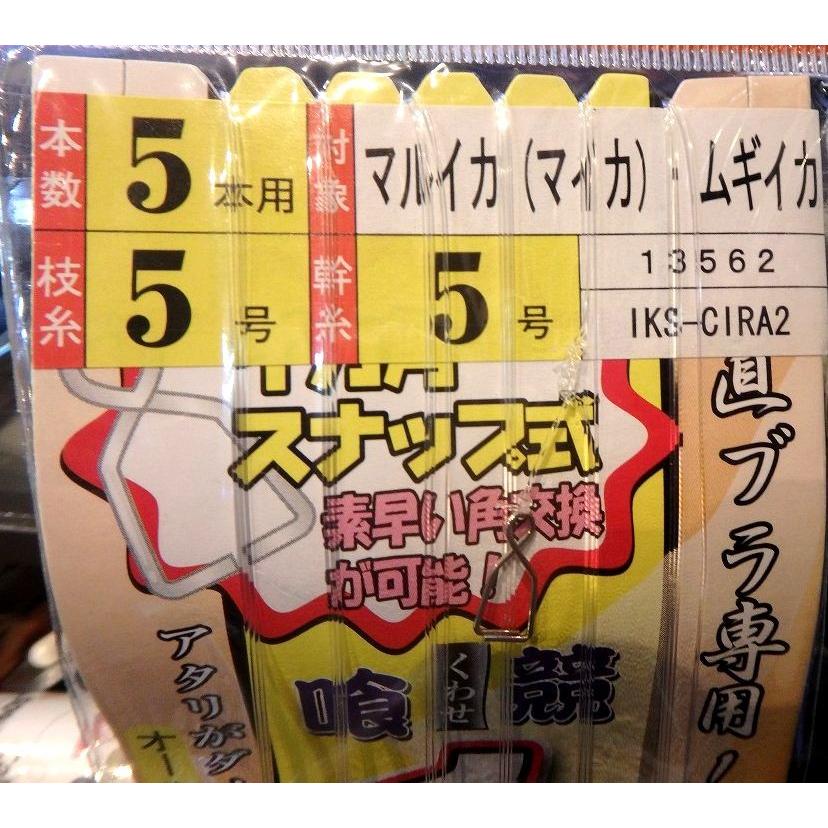 本数 5本用 対象 マルイカ(マイカ)・ムギイカ
枝糸 5号 幹糸 5号 13562
IKS-CIRA2
スナップ式
素早い角交換
が可能!
直ブラ専用!
喰 くわせ 競
アタリがダ
オー